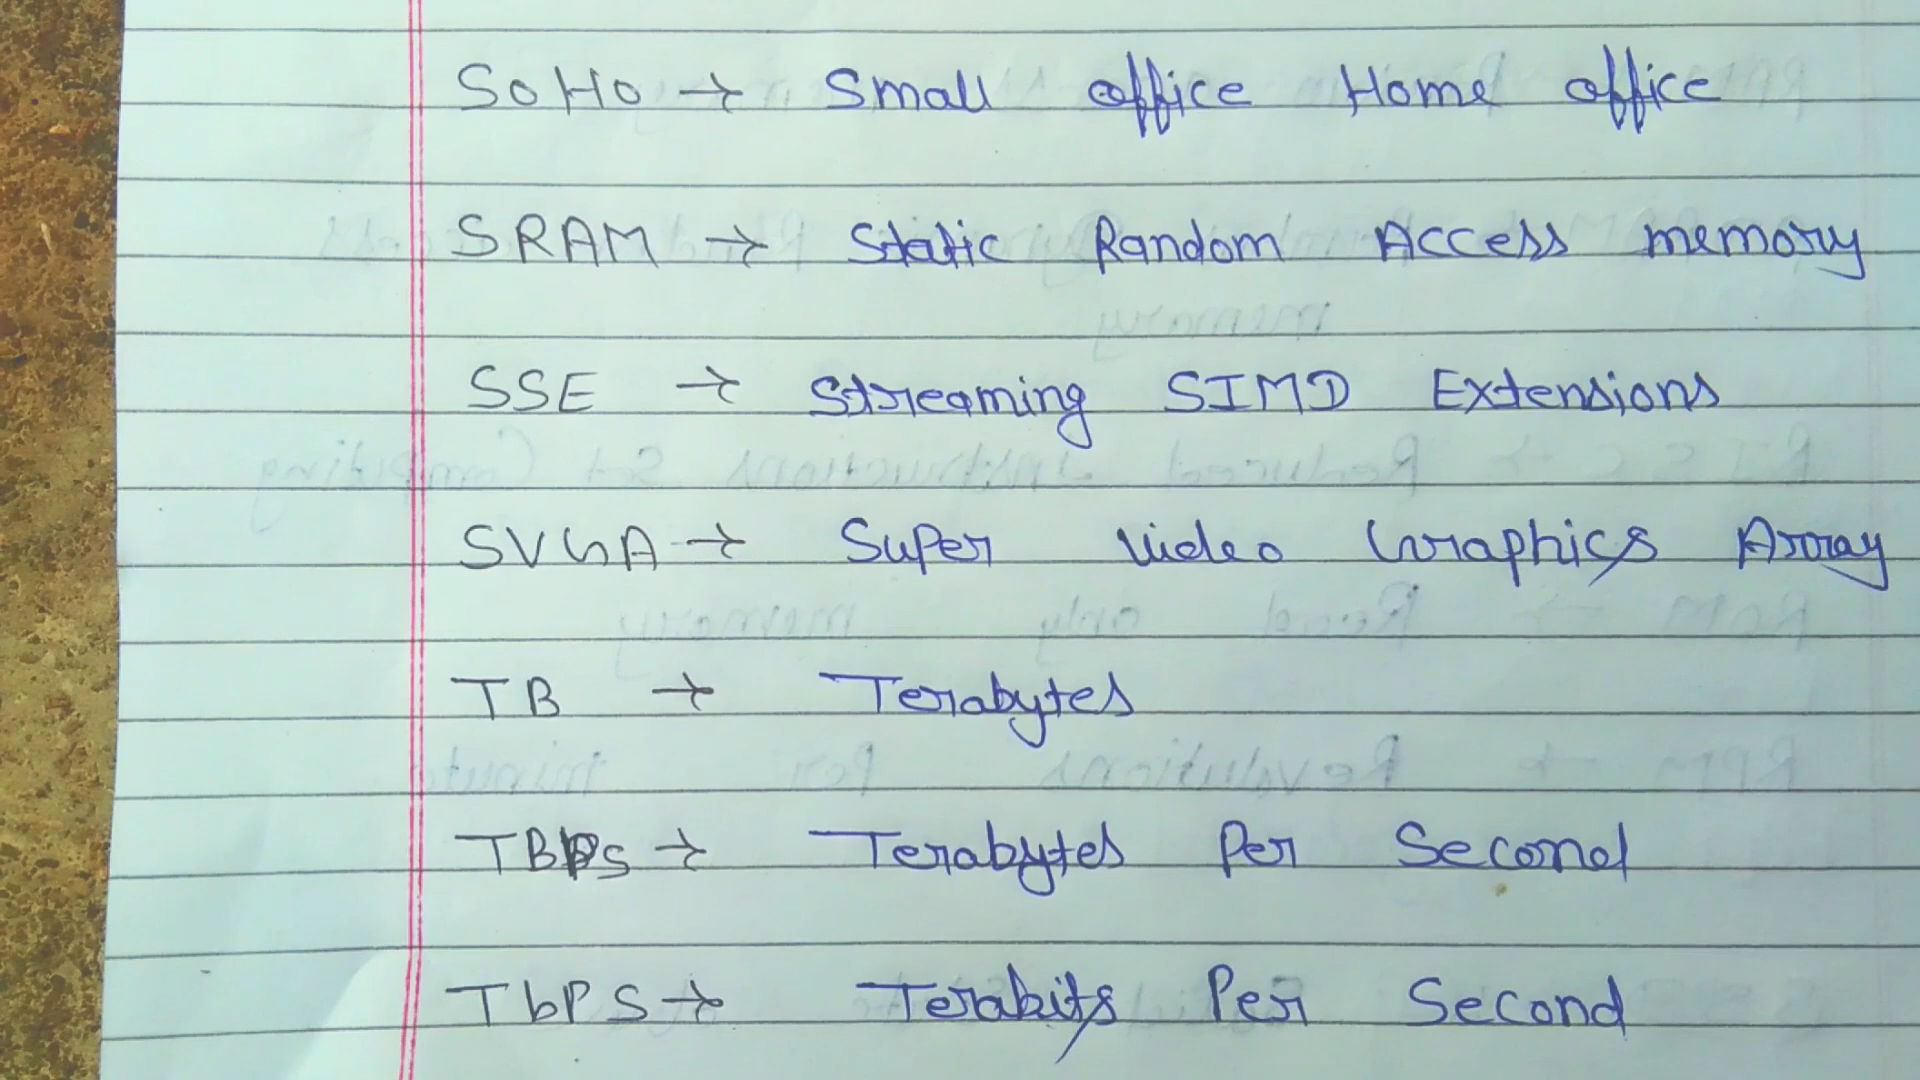 SOHO → Small office Home office
SRAM → Static Random Access memory
SSE → Streaming SIMD Extensions
SVGA → Super Video Graphics Array
TB → Terabytes
TBPS → Terabytes Per Second
TbPS → Terabits Per Second